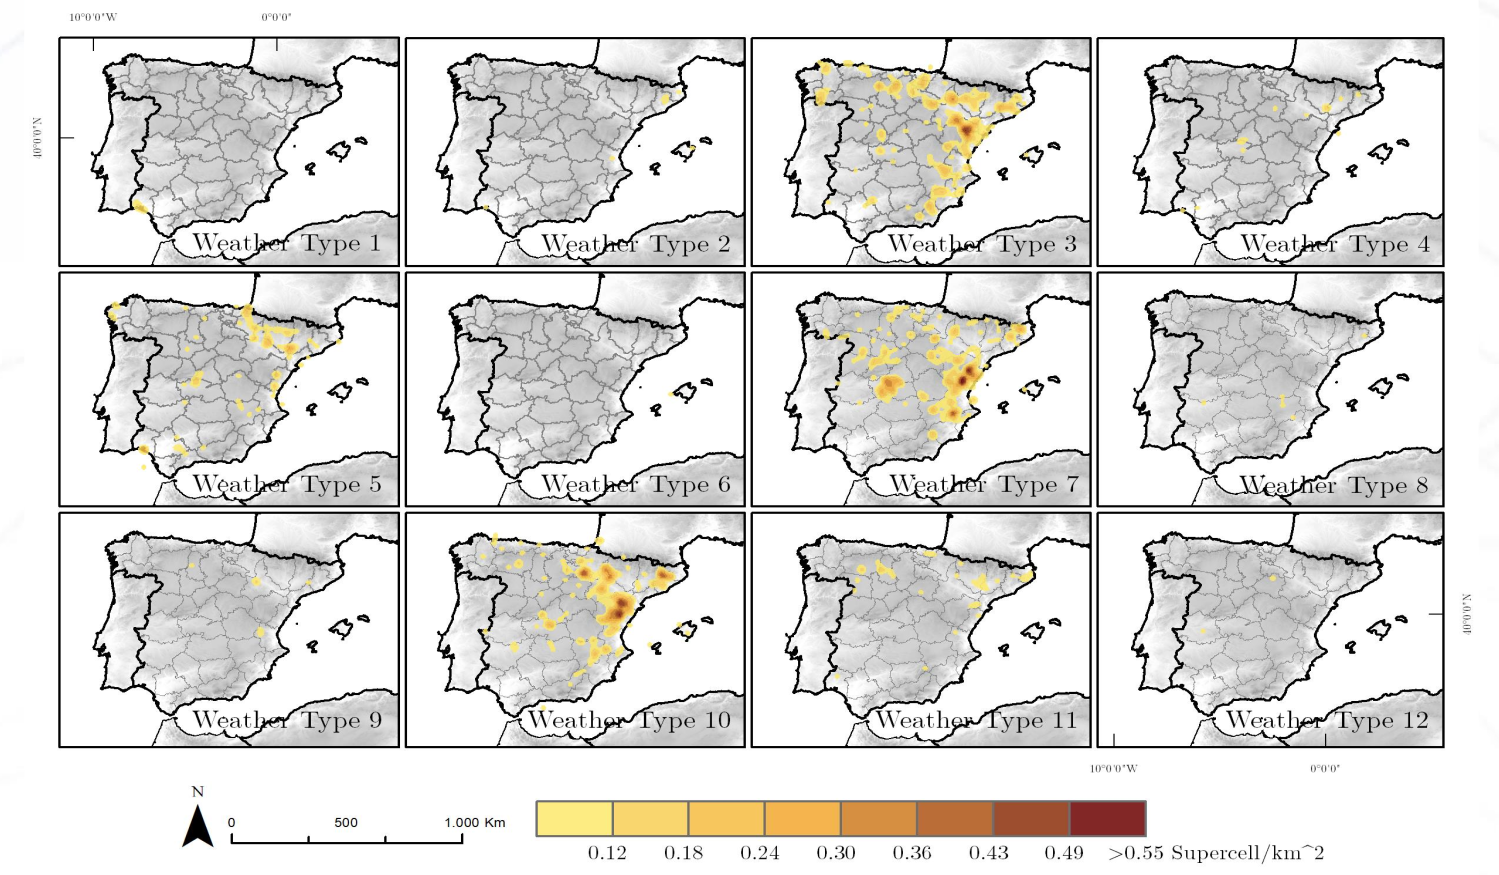 10°0'0"W 0°0'0"
40°0'0"N
Weather Type 1
Weather Type 2
Weather Type 3
Weather Type 4
Weather Type 5
Weather Type 6
Weather Type 7
Weather Type 8
Weather Type 9
Weather Type 10
Weather Type 11
Weather Type 12
40°0'0"N
10°0'0"W 0°0'0"
N
0 500 1.000 Km
0.12 0.18 0.24 0.30 0.36 0.43 0.49 >0.55 Supercell/km^2